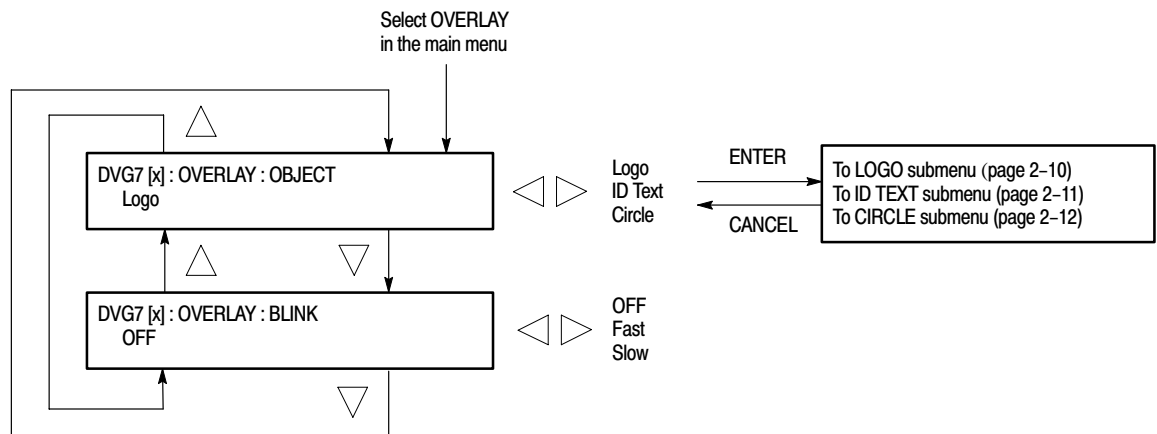 Select OVERLAY
in the main menu
DVG7 [x] : OVERLAY : OBJECT
Logo
Logo
ID Text
Circle
ENTER
CANCEL
To LOGO submenu (page 2–10)
To ID TEXT submenu (page 2–11)
To CIRCLE submenu (page 2–12)
DVG7 [x] : OVERLAY : BLINK
OFF
OFF
Fast
Slow